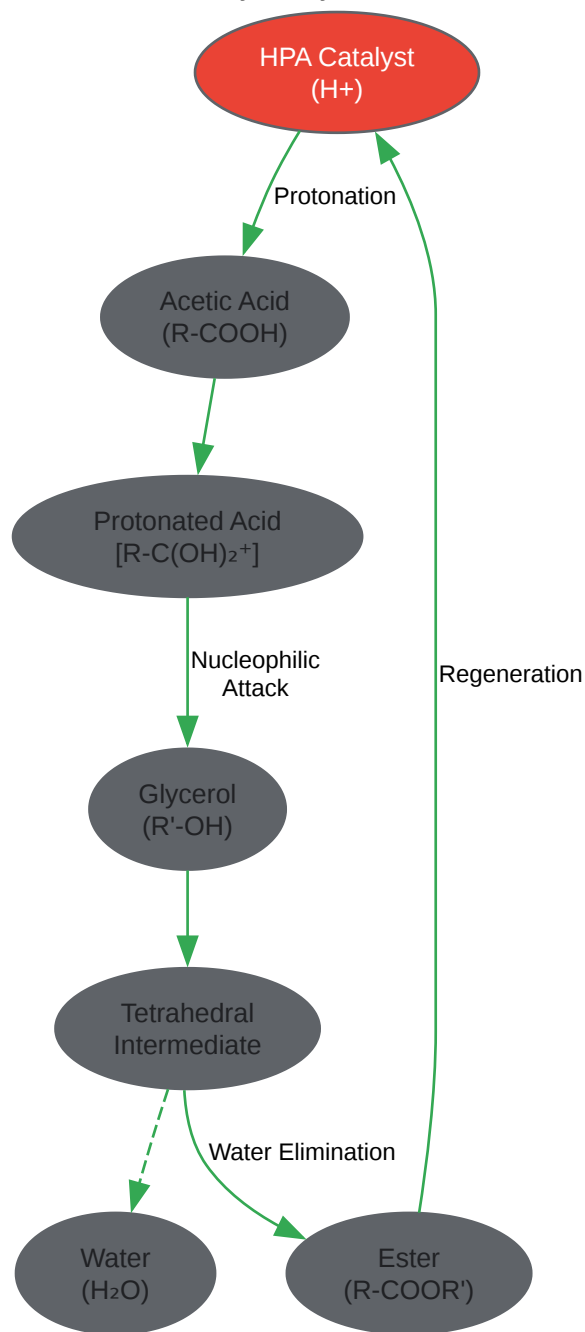 HPA Catalyst
(H+)
Protonation
Acetic Acid
(R-COOH)
Protonated Acid
[R-C(OH)₂⁺]
Nucleophilic
Attack
Regeneration
Glycerol
(R'-OH)
Tetrahedral
Intermediate
Water Elimination
Water
(H₂O)
Ester
(R-COOR')